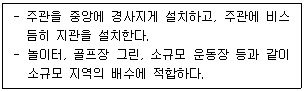 - 주관을 중앙에 경사지게 설치하고, 주관에 비스
듬히 지관을 설치한다.
- 놀이터, 골프장 그린, 소규모 운동장 등과 같이
소규모 지역의 배수에 적합하다.